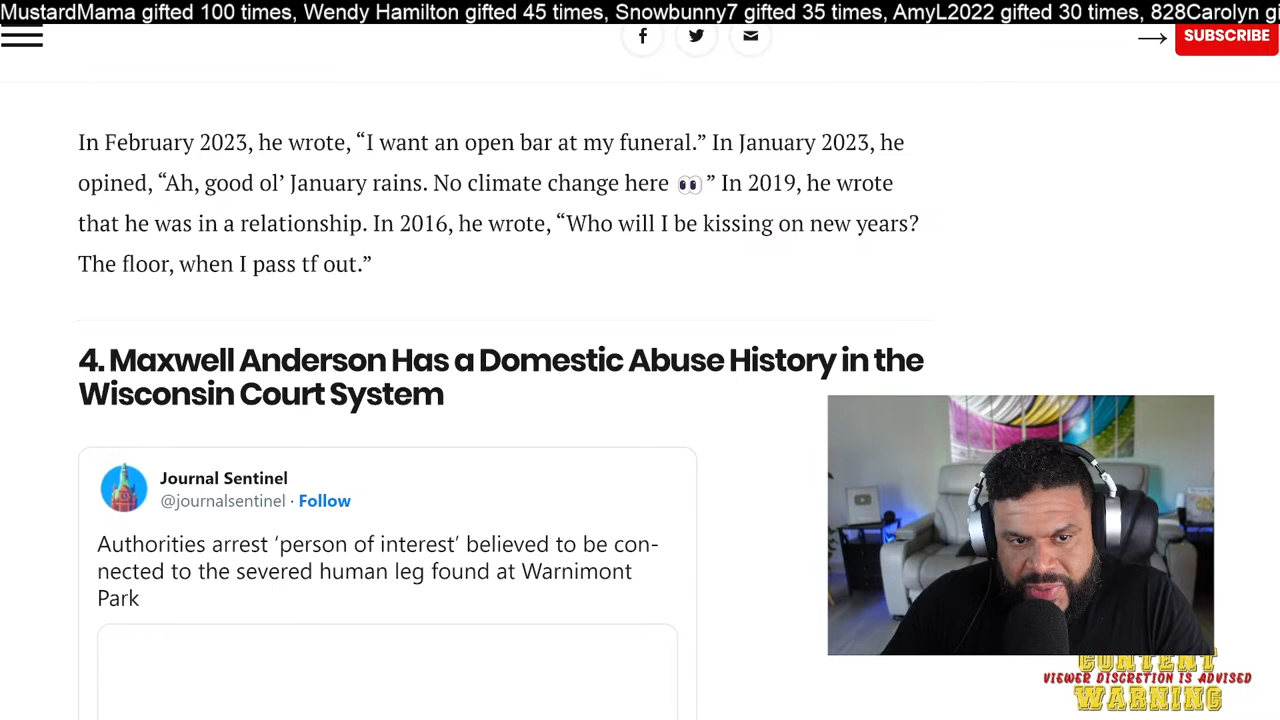 MustardMama gifted 100 times, Wendy Hamilton gifted 45 times, Snowbunny7 gifted 35 times, AmyL2022 gifted 30 times, 828Carolyn gi
SUBSCRIBE
In February 2023, he wrote, “I want an open bar at my funeral.” In January 2023, he
opined, “Ah, good ol’ January rains. No climate change here 👀 ” In 2019, he wrote
that he was in a relationship. In 2016, he wrote, “Who will I be kissing on new years?
The floor, when I pass tf out.”
4. Maxwell Anderson Has a Domestic Abuse History in the
Wisconsin Court System
Journal Sentinel
@journalsentinel · Follow
Authorities arrest ‘person of interest’ believed to be con-
nected to the severed human leg found at Warnimont
Park
CONTENT
VIEWER DISCRETION IS ADVISED
WARNING